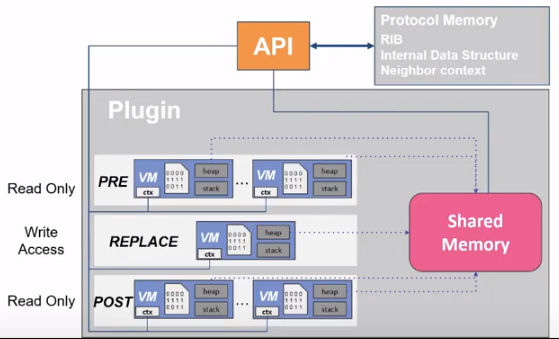 Protocol Memory
RIB
Internal Data Structure
Neighbor context
API
Plugin
Read Only
PRE
VM
ctx
0000
1111
0011
heap
stack
...
VM
ctx
0000
1111
0011
heap
stack
Write
Access
REPLACE
VM
ctx
0000
1111
0011
heap
stack
Shared
Memory
Read Only
POST
VM
ctx
0000
1111
0011
heap
stack
...
VM
ctx
0000
1111
0011
heap
stack